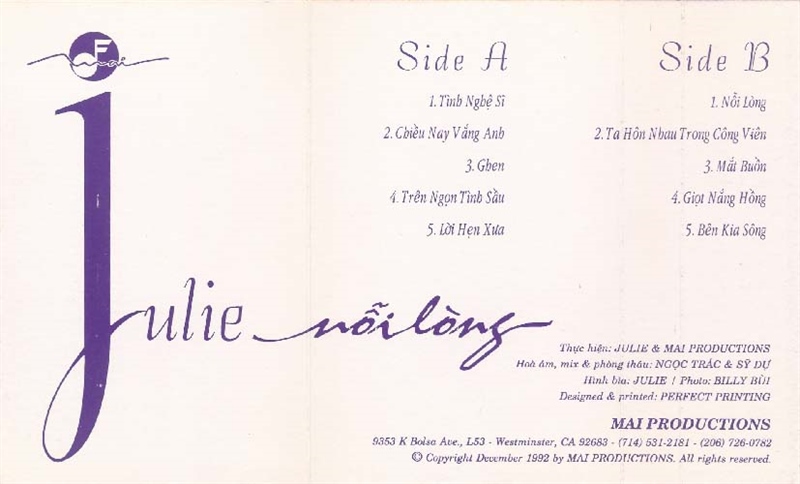 F
mai
Side A
1. Tình Nghệ Sĩ
2. Chiều Nay Vắng Anh
3. Ghen
4. Trên Ngọn Tình Sầu
5. Lời Hẹn Xưa
Side B
1. Nỗi Lòng
2. Ta Hôn Nhau Trong Công Viên
3. Mắt Buồn
4. Giọt Nắng Hồng
5. Bên Kia Sông
julie nỗi lòng
Thực hiện: JULIE & MAI PRODUCTIONS
Hoà âm, mix & phòng thâu: NGỌC TRÁC & SỸ DỰ
Hình bìa: JULIE / Photo: BILLY BÙI
Designed & printed: PERFECT PRINTING
MAI PRODUCTIONS
9353 K Bolsa Ave., L53 - Westminster, CA 92683 - (714) 531-2181 - (206) 726-0782
© Copyright December 1992 by MAI PRODUCTIONS. All rights reserved.